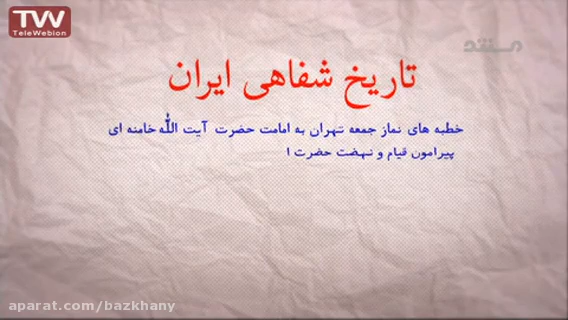 TW
TeleWebion
مستند
تاریخ شفاهی ایران
خطبه های نماز جمعه تهران به امامت حضرت آیت الله خامنه ای
پیرامون قیام و نهضت حضرت ا
aparat.com/bazkhany